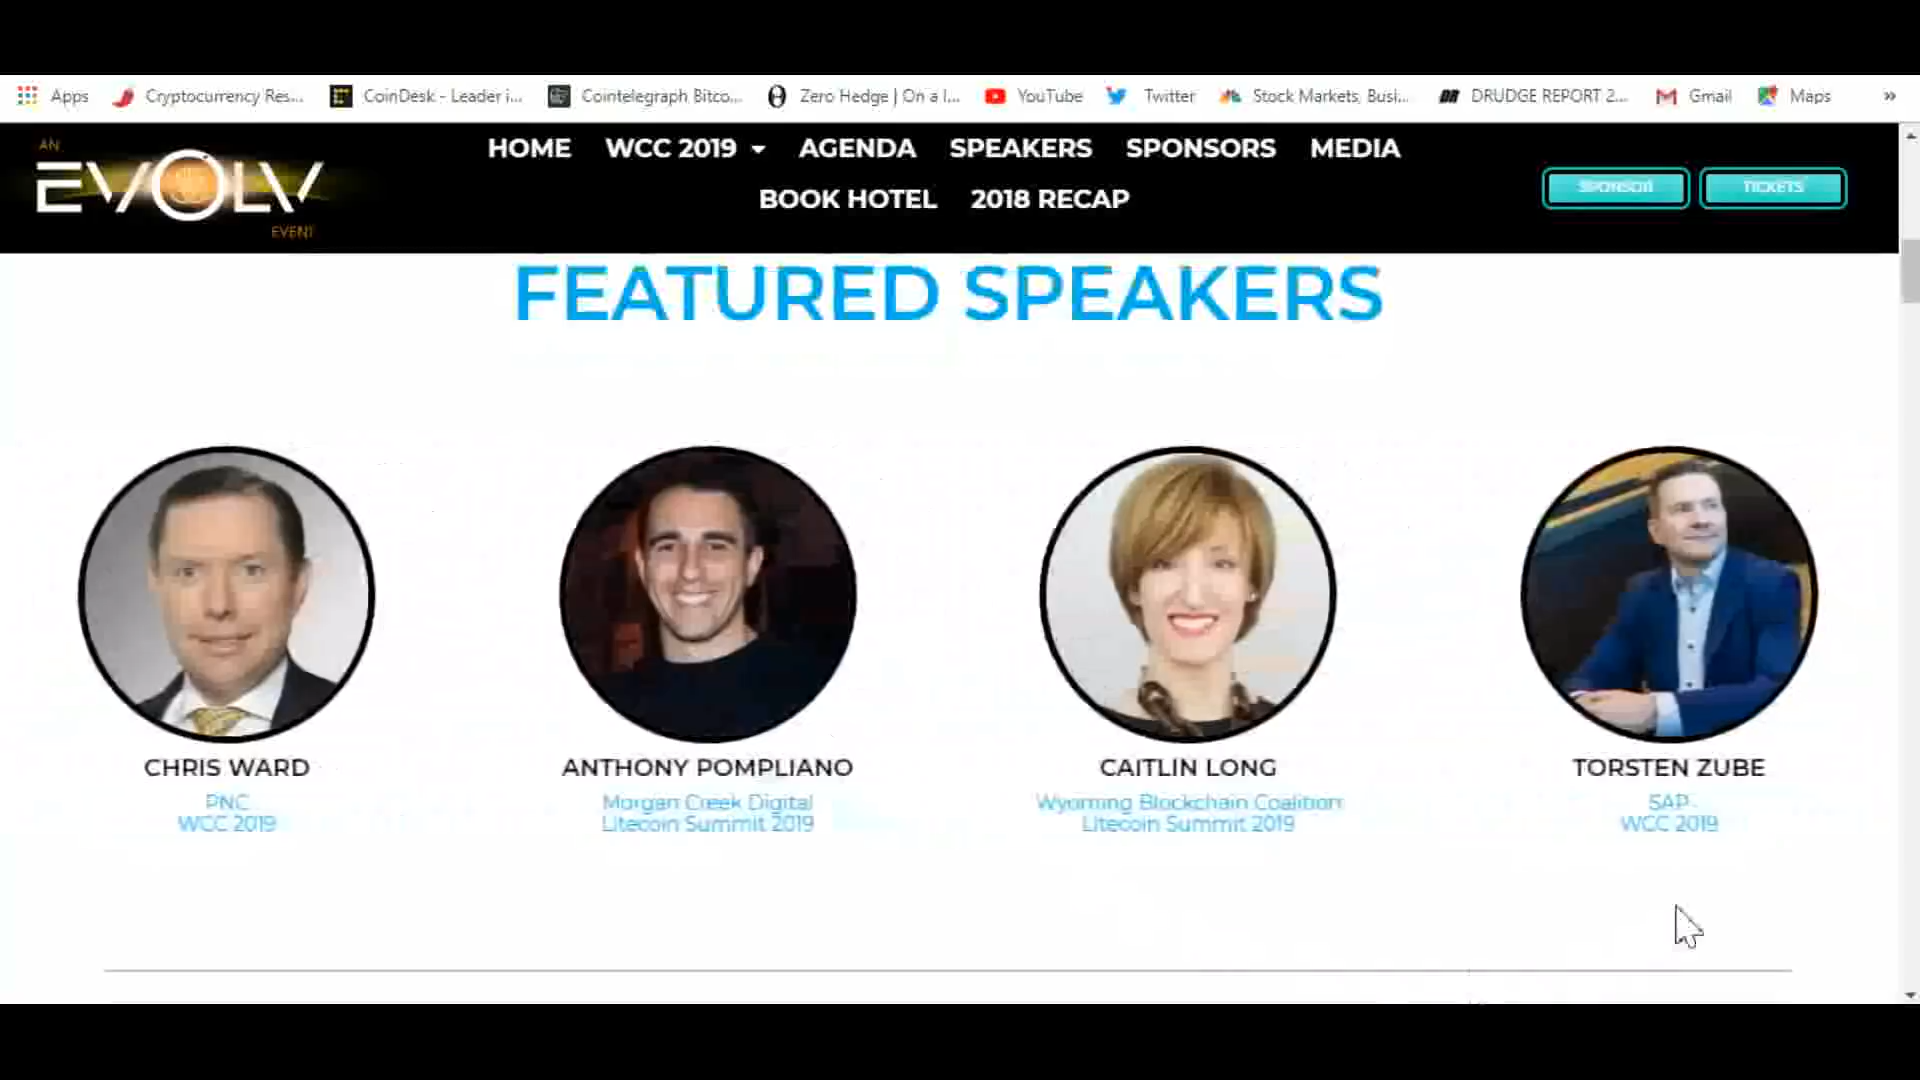 Apps Cryptocurrency Res... CoinDesk - Leader i... Cointelegraph Bitco... Zero Hedge | On a l... YouTube Twitter Stock Markets, Busi... DRUDGE REPORT 2... Gmail Maps »
AN
EVOLV
EVENT
HOME WCC 2019 AGENDA SPEAKERS SPONSORS MEDIA
BOOK HOTEL 2018 RECAP
SPONSOR TICKETS
FEATURED SPEAKERS
CHRIS WARD
PNC
WCC 2019
ANTHONY POMPLIANO
Morgan Creek Digital
Litecoin Summit 2019
CAITLIN LONG
Wyoming Blockchain Coalition
Litecoin Summit 2019
TORSTEN ZUBE
SAP
WCC 2019